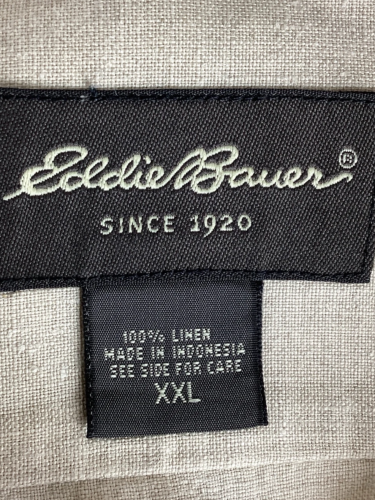 Eddie Bauer®
SINCE 1920
100% LINEN
MADE IN INDONESIA
SEE SIDE FOR CARE
XXL